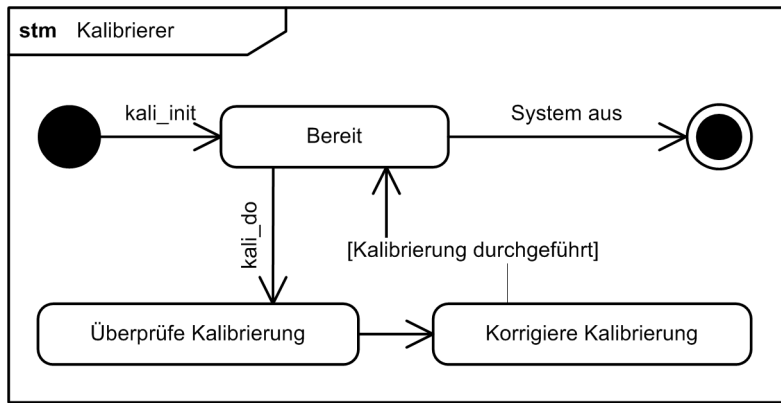 stm Kalibrierer
kali_init
Bereit
System aus
kali_do
[Kalibrierung durchgeführt]
Überprüfe Kalibrierung
Korrigiere Kalibrierung